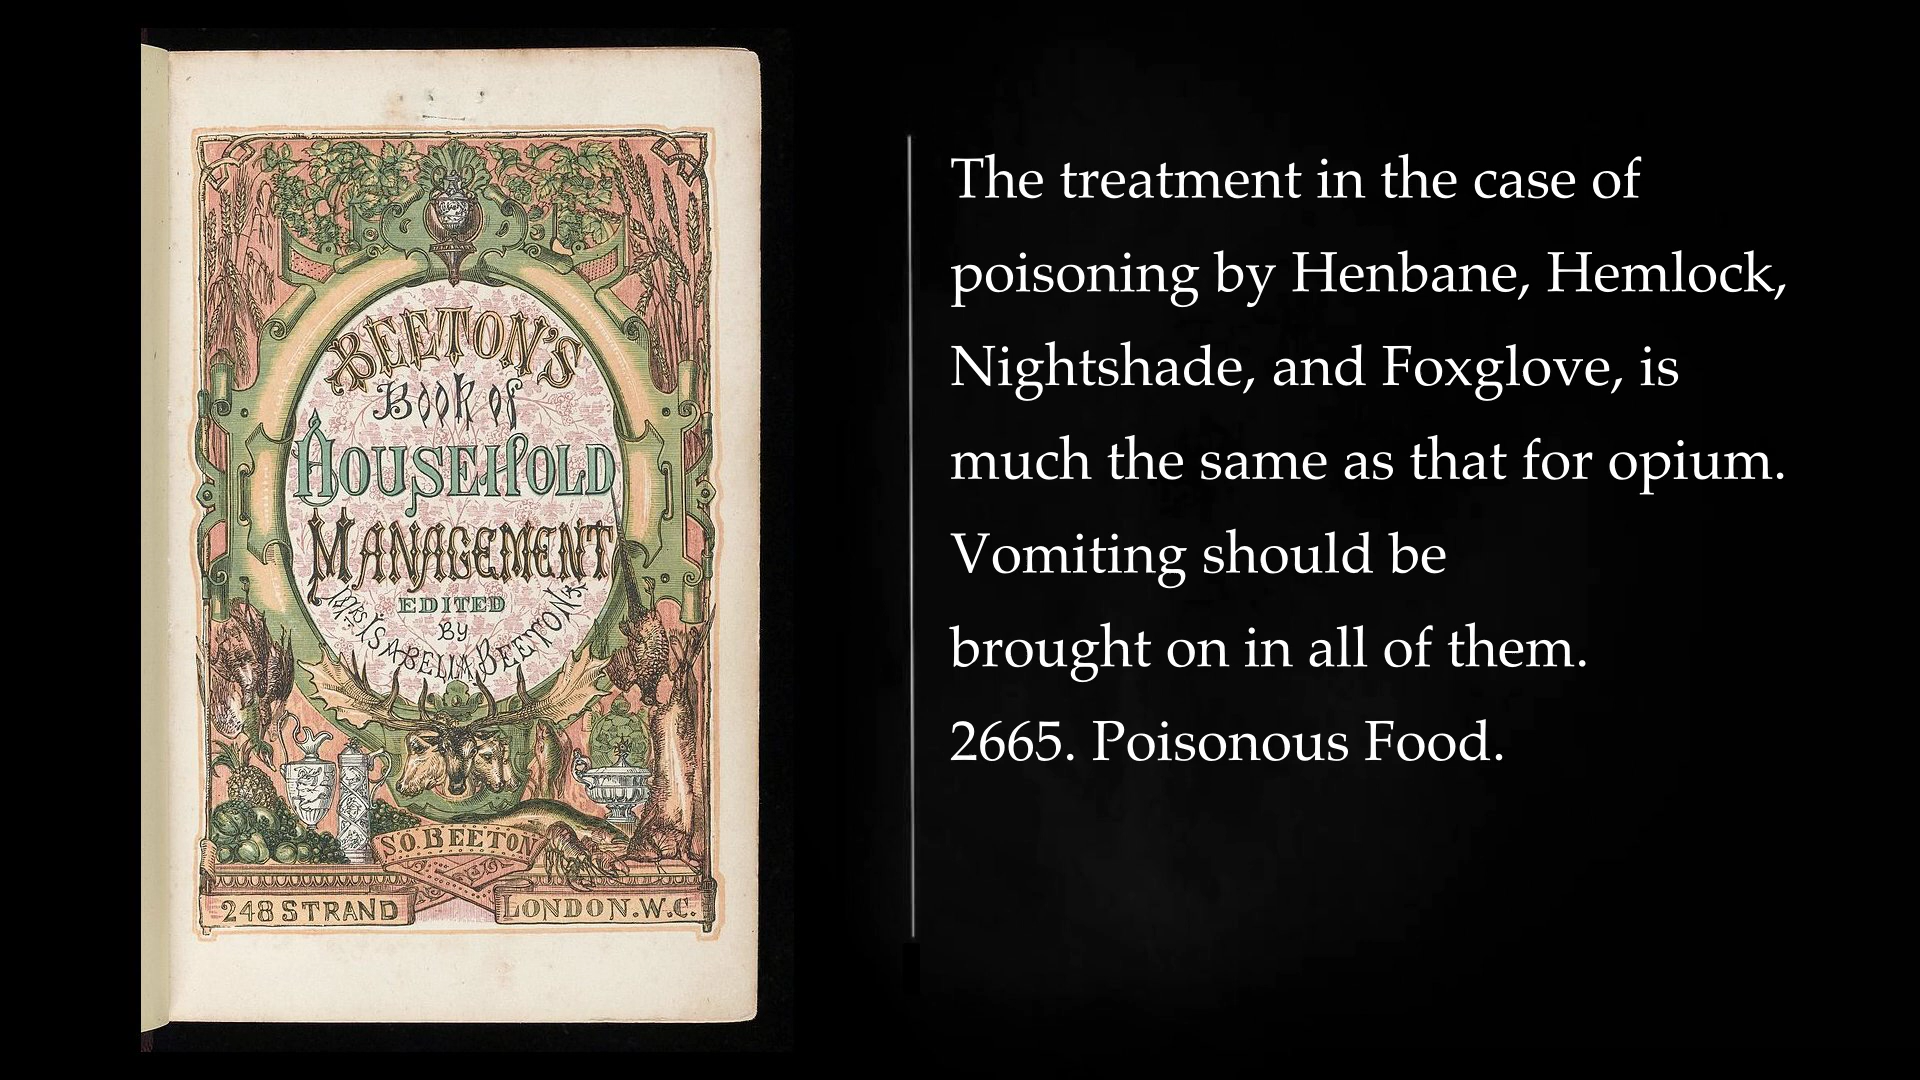 BEETON'S
Book of
HOUSEHOLD
MANAGEMENT
EDITED
BY
MRS ISABELLA BEETON
S.O. BEETON
248 STRAND
LONDON. W.C.
The treatment in the case of
poisoning by Henbane, Hemlock,
Nightshade, and Foxglove, is
much the same as that for opium.
Vomiting should be
brought on in all of them.
2665. Poisonous Food.